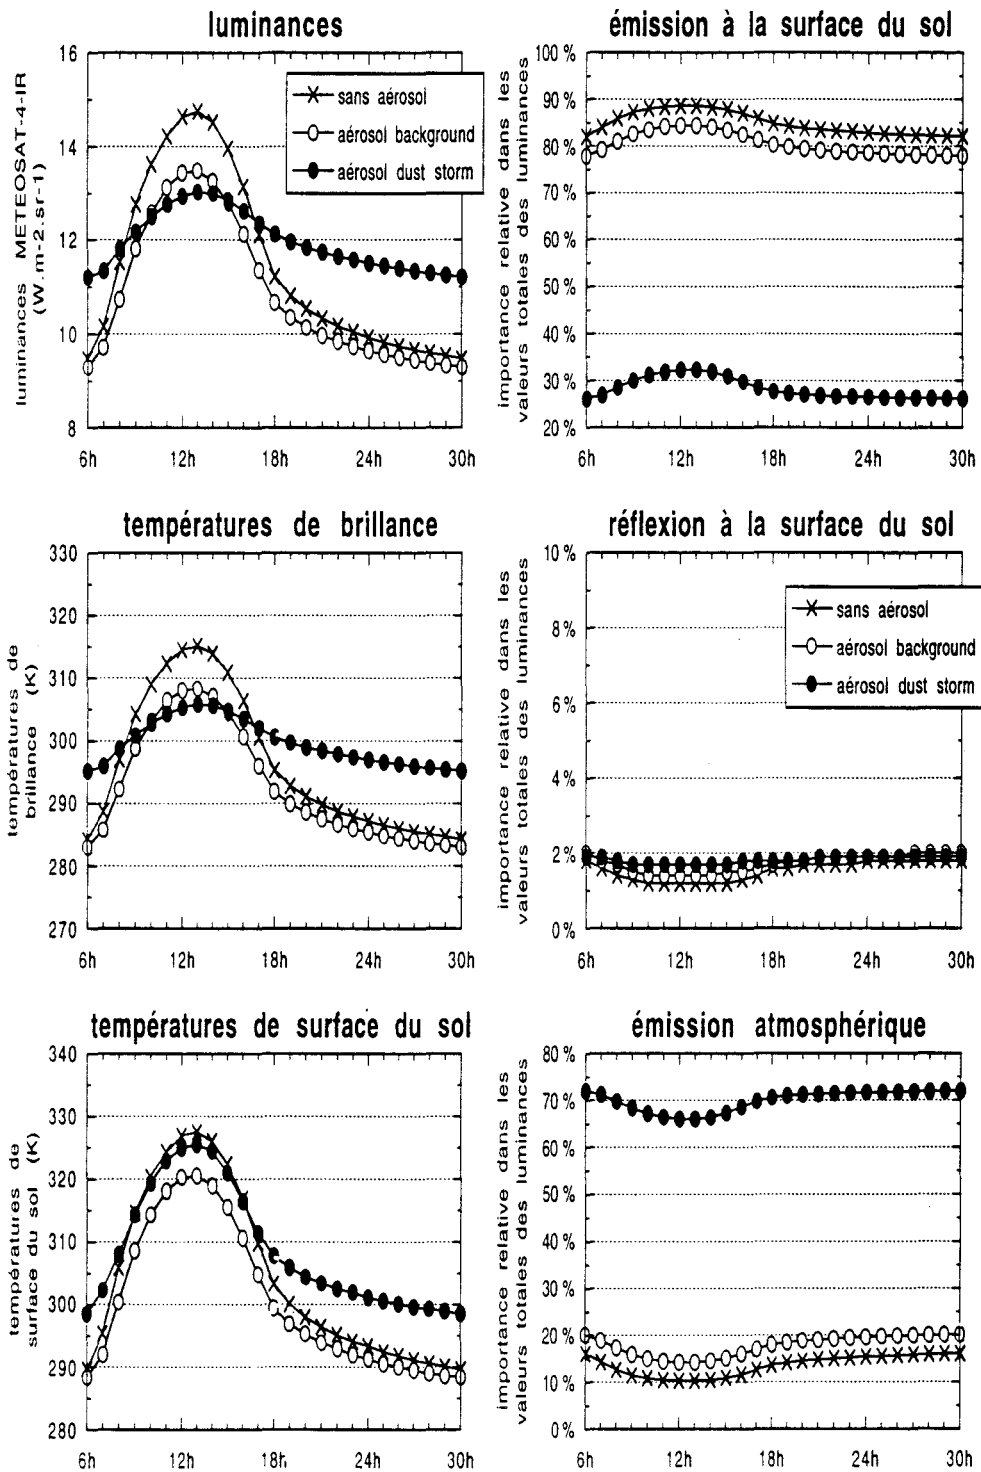 luminances
luminances METEOSAT-4-IR
(W.m-2.sr-1)
16
14
12
10
8
sans aérosol
aérosol background
aérosol dust storm
6h 12h 18h 24h 30h
émission à la surface du sol
importance relative dans les
valeurs totales des luminances
100%
90%
80%
70%
60%
50%
40%
30%
20%
6h 12h 18h 24h 30h
températures de brillance
températures de
brillance (K)
330
320
310
300
290
280
270
6h 12h 18h 24h 30h
réflexion à la surface du sol
importance relative dans les
valeurs totales des luminances
10%
8%
6%
4%
2%
0%
sans aérosol
aérosol background
aérosol dust storm
6h 12h 18h 24h 30h
températures de surface du sol
températures de
surface du sol (K)
340
330
320
310
300
290
280
6h 12h 18h 24h 30h
émission atmosphérique
importance relative dans les
valeurs totales des luminances
80%
70%
60%
50%
40%
30%
20%
10%
0%
6h 12h 18h 24h 30h